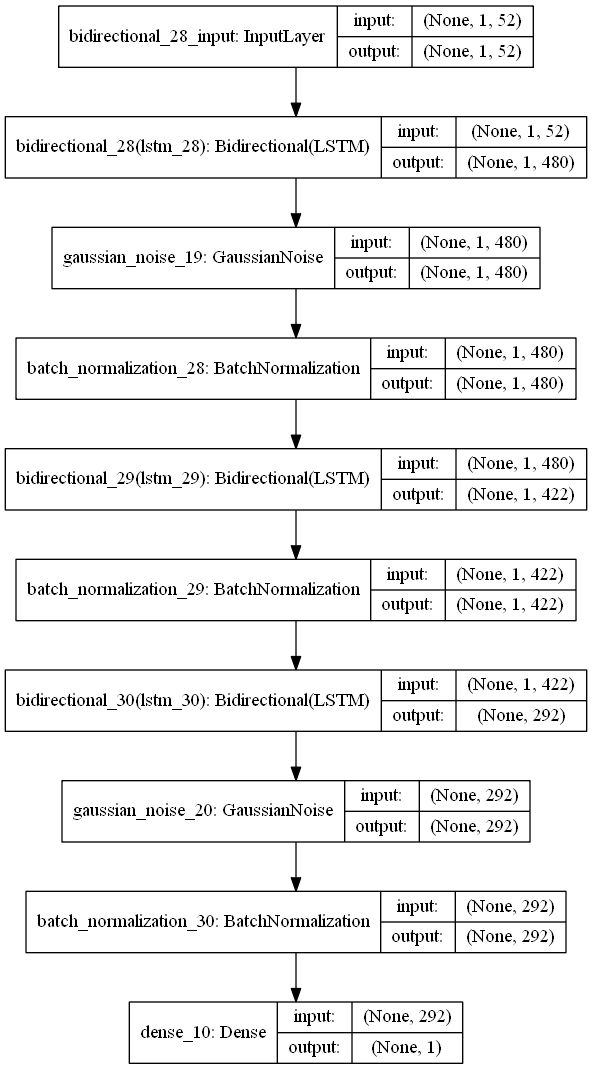 bidirectional_28_input: InputLayer
input: (None, 1, 52)
output: (None, 1, 52)
bidirectional_28(lstm_28): Bidirectional(LSTM)
input: (None, 1, 52)
output: (None, 1, 480)
gaussian_noise_19: GaussianNoise
input: (None, 1, 480)
output: (None, 1, 480)
batch_normalization_28: BatchNormalization
input: (None, 1, 480)
output: (None, 1, 480)
bidirectional_29(lstm_29): Bidirectional(LSTM)
input: (None, 1, 480)
output: (None, 1, 422)
batch_normalization_29: BatchNormalization
input: (None, 1, 422)
output: (None, 1, 422)
bidirectional_30(lstm_30): Bidirectional(LSTM)
input: (None, 1, 422)
output: (None, 292)
gaussian_noise_20: GaussianNoise
input: (None, 292)
output: (None, 292)
batch_normalization_30: BatchNormalization
input: (None, 292)
output: (None, 292)
dense_10: Dense
input: (None, 292)
output: (None, 1)